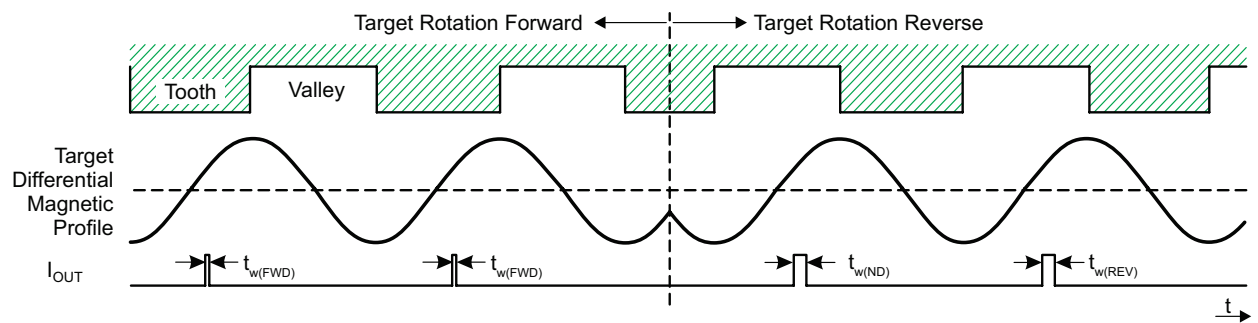 Target Rotation Forward
Target Rotation Reverse
Tooth
Valley
Target
Differential
Magnetic
Profile
I_OUT
t_w(FWD)
t_w(FWD)
t_w(ND)
t_w(REV)
t